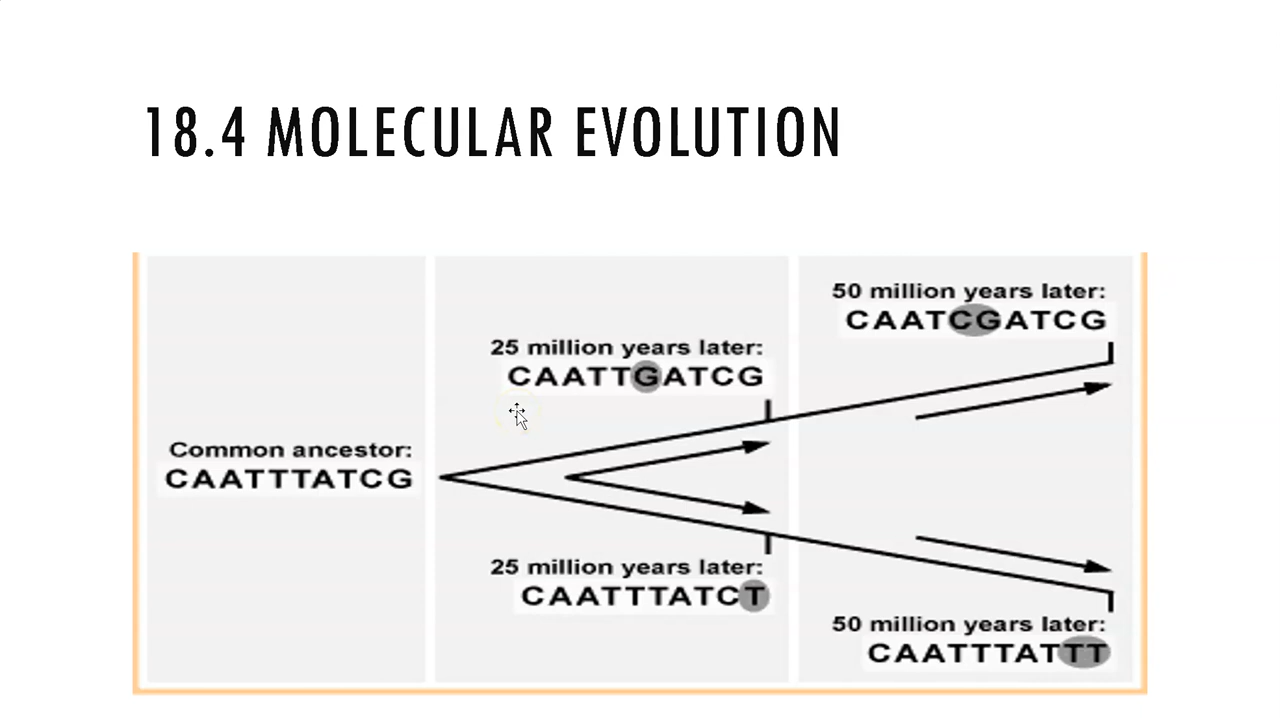 18.4 MOLECULAR EVOLUTION
Common ancestor:
CAATTTATCG
25 million years later:
CAATTGATCG
25 million years later:
CAATTTATCT
50 million years later:
CAATCGATCG
50 million years later:
CAATTTATTT